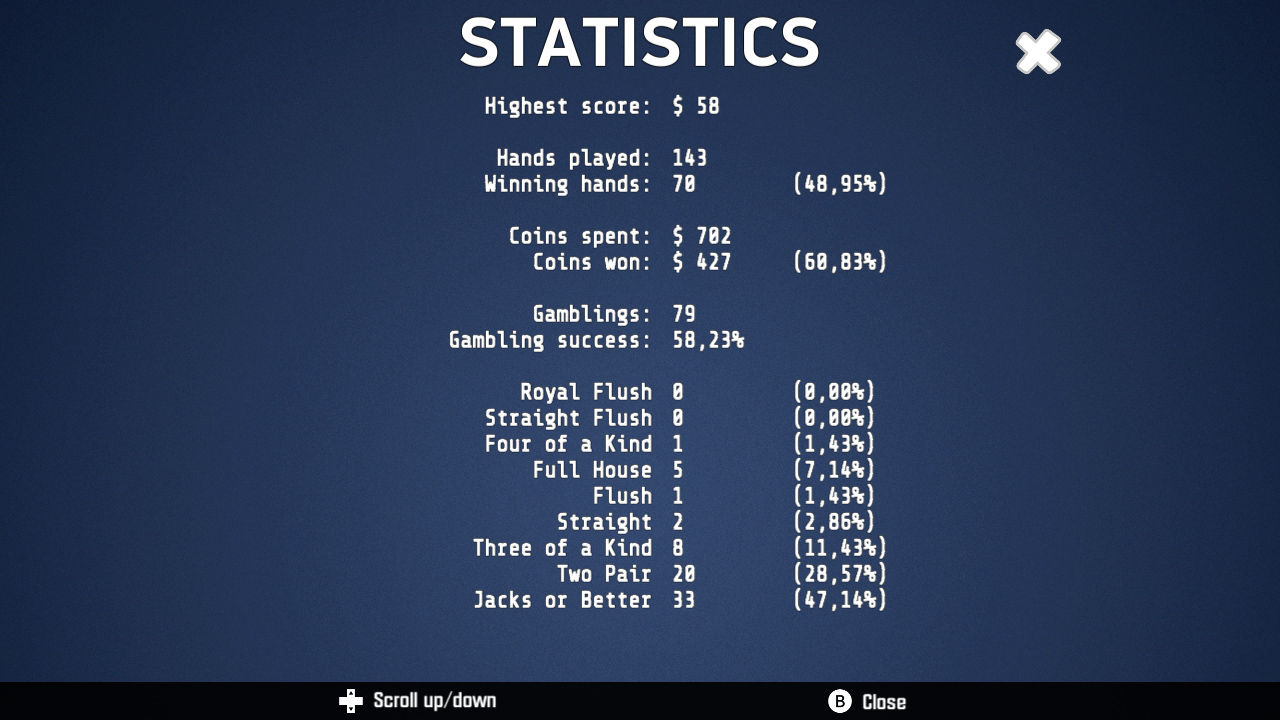 STATISTICS
Highest score: $ 58
Hands played: 143
Winning hands: 70 (48,95%)
Coins spent: $ 702
Coins won: $ 427 (60,83%)
Gamblings: 79
Gambling success: 58,23%
Royal Flush 0 (0,00%)
Straight Flush 0 (0,00%)
Four of a Kind 1 (1,43%)
Full House 5 (7,14%)
Flush 1 (1,43%)
Straight 2 (2,86%)
Three of a Kind 8 (11,43%)
Two Pair 20 (28,57%)
Jacks or Better 33 (47,14%)
Scroll up/down B Close